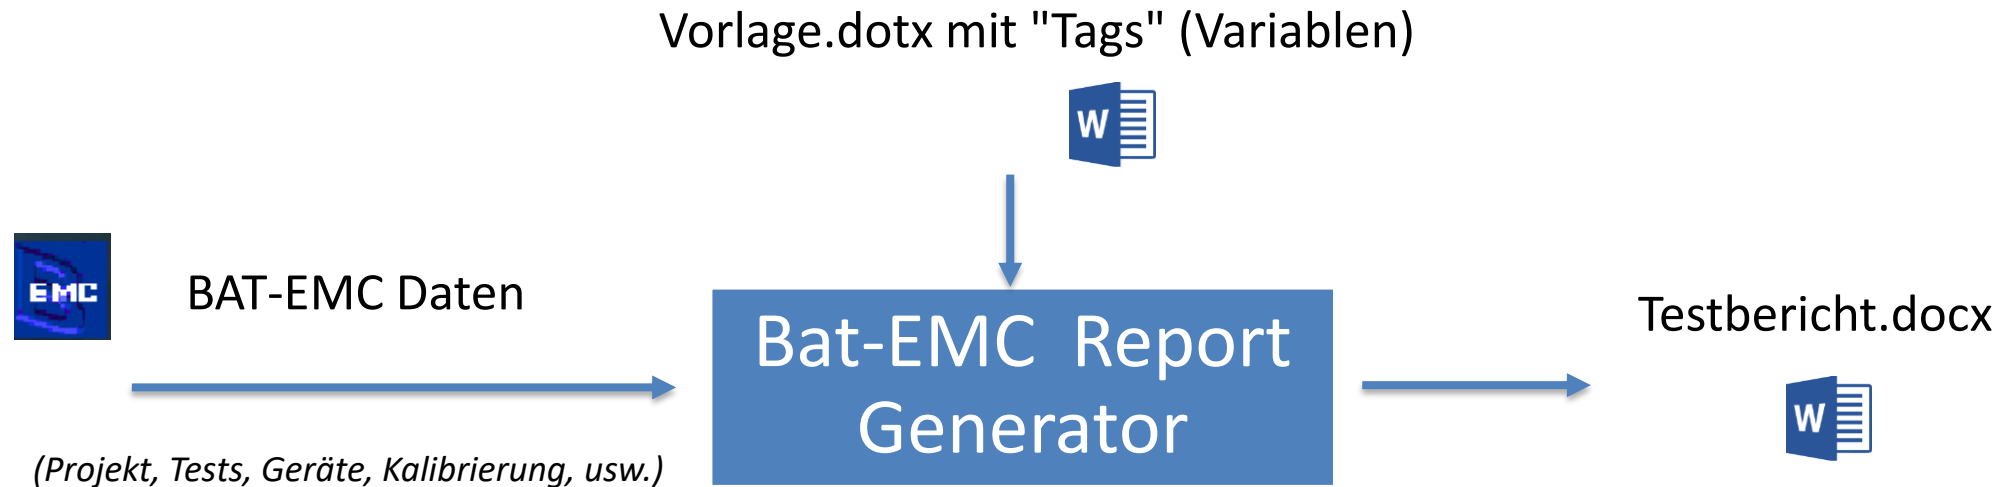 Vorlage.dotx mit "Tags" (Variablen)
W
EMC
BAT-EMC Daten
(Projekt, Tests, Geräte, Kalibrierung, usw.)
Bat-EMC Report
Generator
Testbericht.docx
W